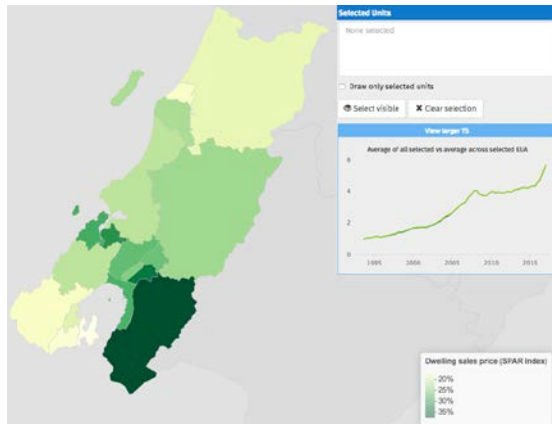 Selected Units
None selected
Draw only selected units
Select visible
Clear selection
View larger TS
Average of all selected vs average across selected EUA
6
4
2
0
1995
2000
2005
2010
2015
Dwelling sales price (SPAR Index)
20%
25%
30%
35%